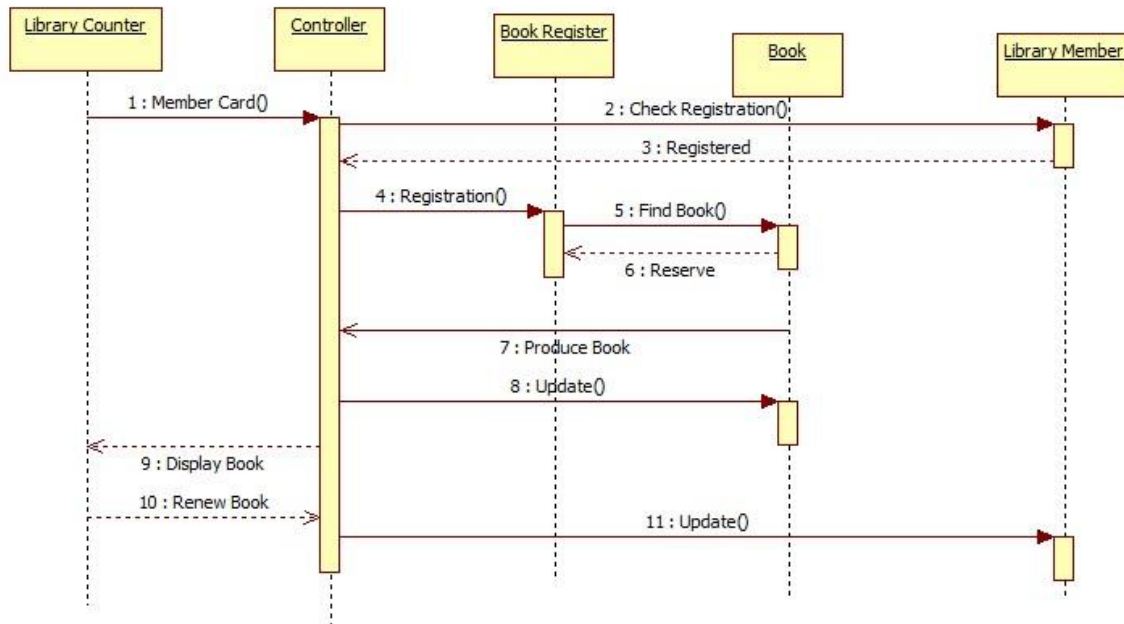 Library Counter
Controller
Book Register
Book
Library Member
1 : Member Card()
2 : Check Registration()
3 : Registered
4 : Registration()
5 : Find Book()
6 : Reserve
7 : Produce Book
8 : Update()
9 : Display Book
10 : Renew Book
11 : Update()